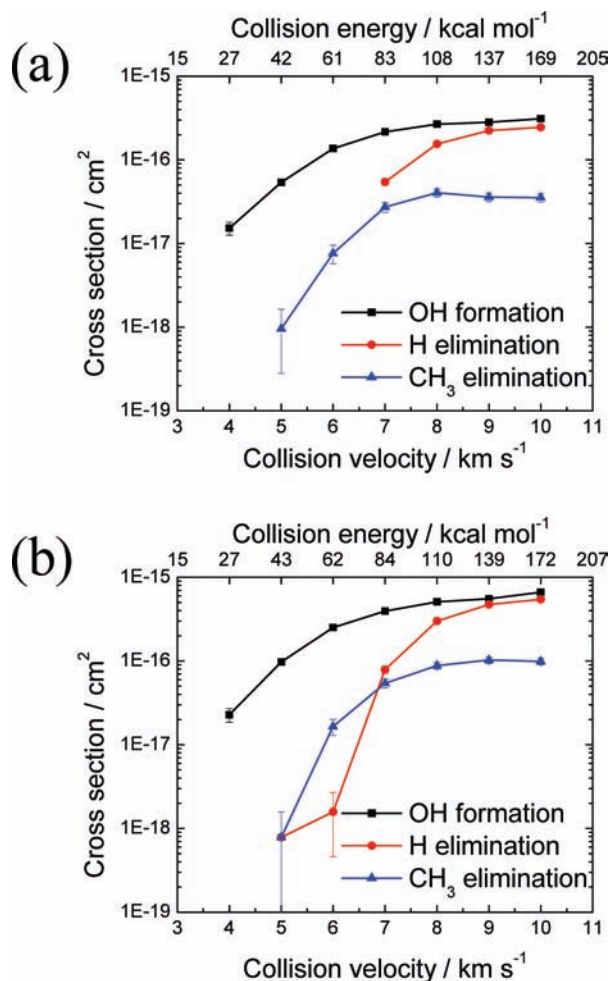 (a)
Collision energy / kcal mol⁻¹
15 27 42 61 83 108 137 169 205
1E-15
1E-16
1E-17
1E-18
1E-19
Cross section / cm²
OH formation
H elimination
CH₃ elimination
3 4 5 6 7 8 9 10 11
Collision velocity / km s⁻¹
(b)
Collision energy / kcal mol⁻¹
15 27 43 62 84 110 139 172 207
1E-15
1E-16
1E-17
1E-18
1E-19
Cross section / cm²
OH formation
H elimination
CH₃ elimination
3 4 5 6 7 8 9 10 11
Collision velocity / km s⁻¹